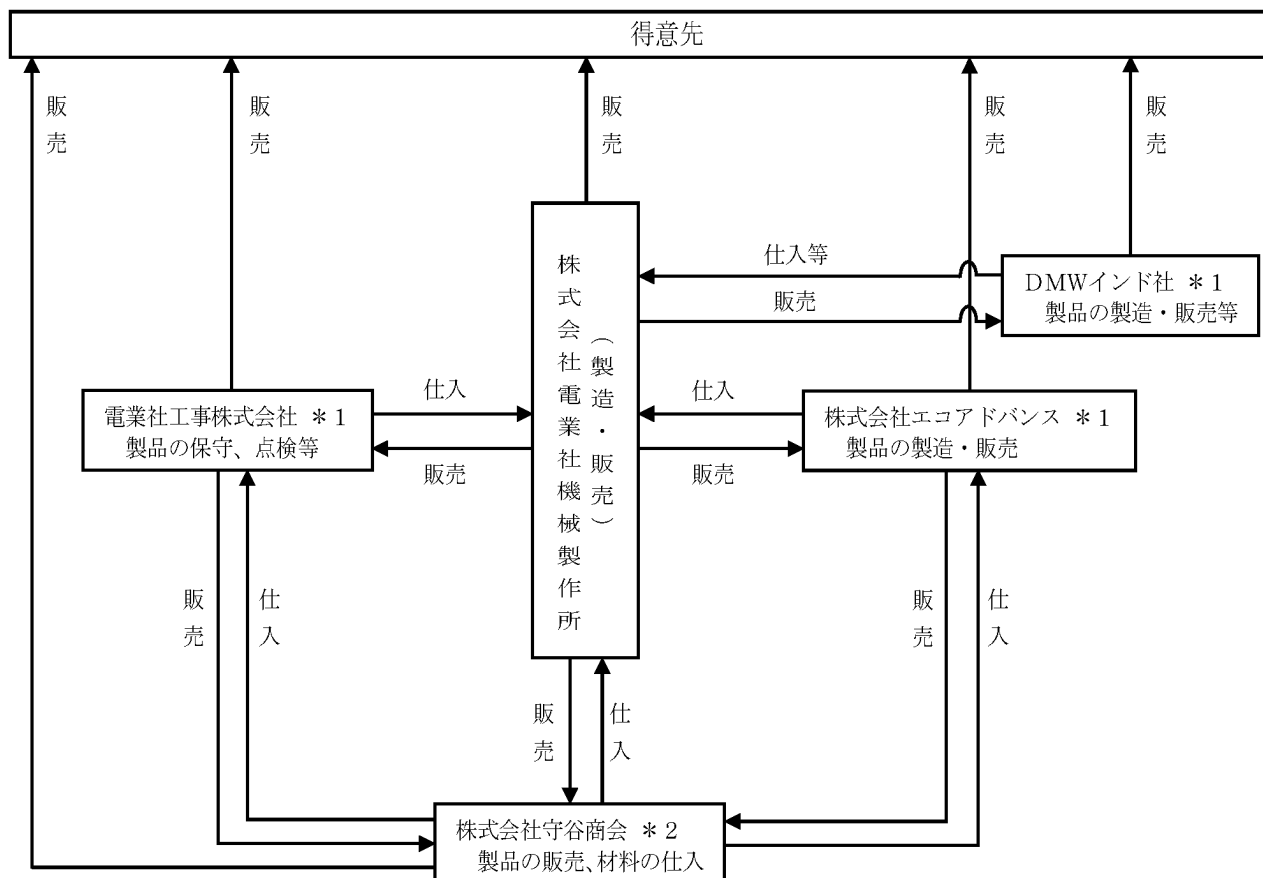 得意先
販売
販売
販売
販売
販売
株式会社電業社機械製作所
（製造・販売）
仕入等
販売
DMWインド社 ＊1
製品の製造・販売等
電業社工事株式会社 ＊1
製品の保守、点検等
仕入
販売
仕入
販売
株式会社エコアドバンス ＊1
製品の製造・販売
販売
仕入
販売
仕入
販売
仕入
株式会社守谷商会 ＊2
製品の販売、材料の仕入